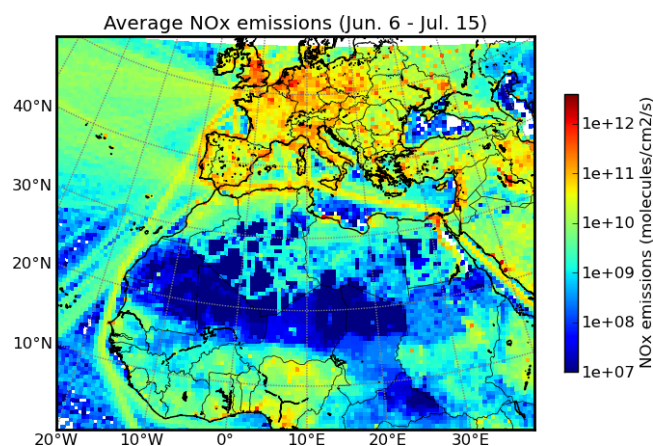 Average NOx emissions (Jun. 6 - Jul. 15)
40°N
30°N
20°N
10°N
20°W
10°W
0°
10°E
20°E
30°E
1e+12
1e+11
1e+10
1e+09
1e+08
1e+07
NOx emissions (molecules/cm2/s)